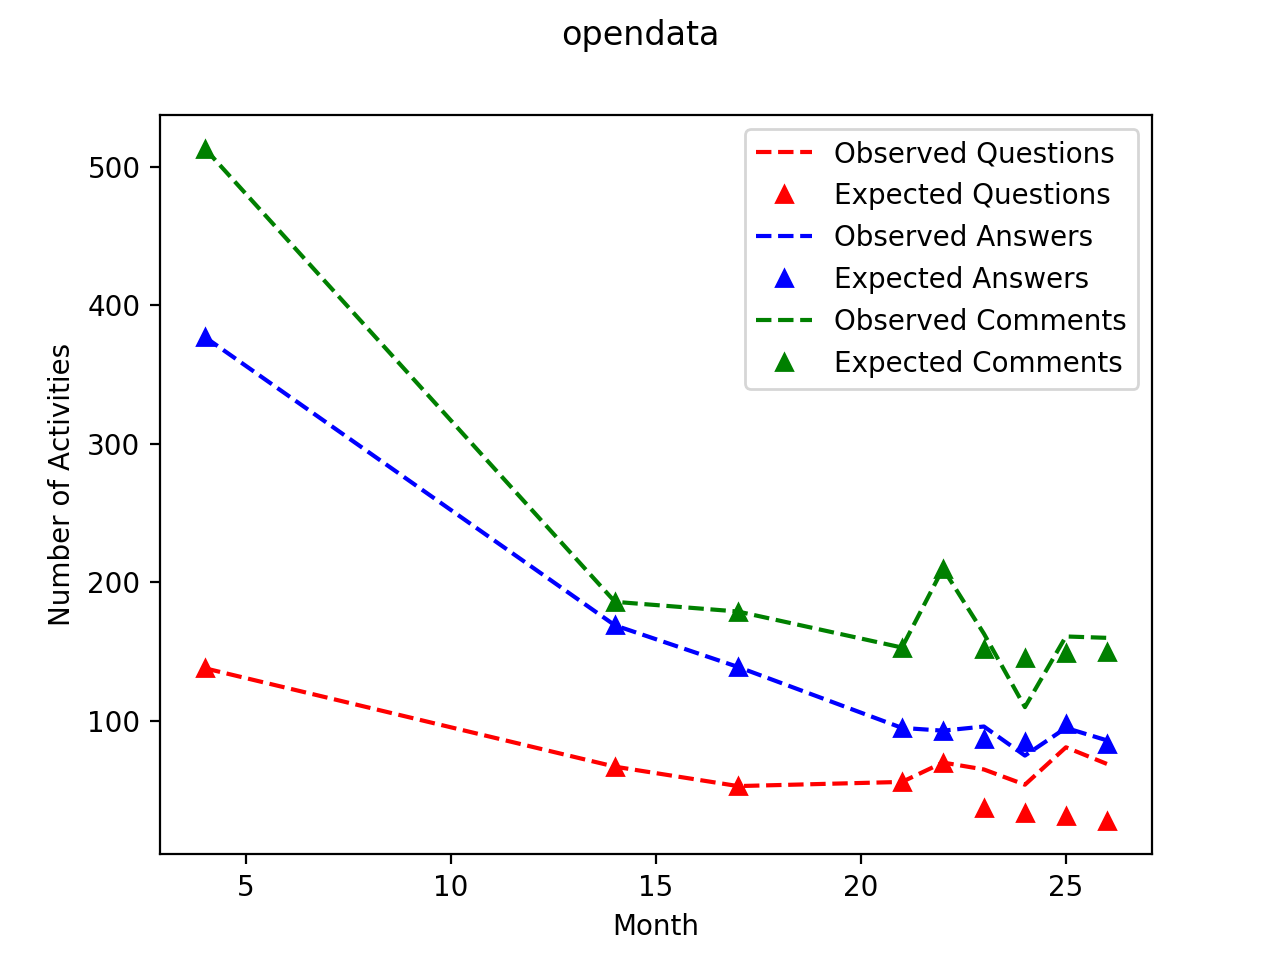 opendata
Observed Questions
Expected Questions
Observed Answers
Expected Answers
Observed Comments
Expected Comments
500
400
300
200
100
Number of Activities
5 10 15 20 25
Month